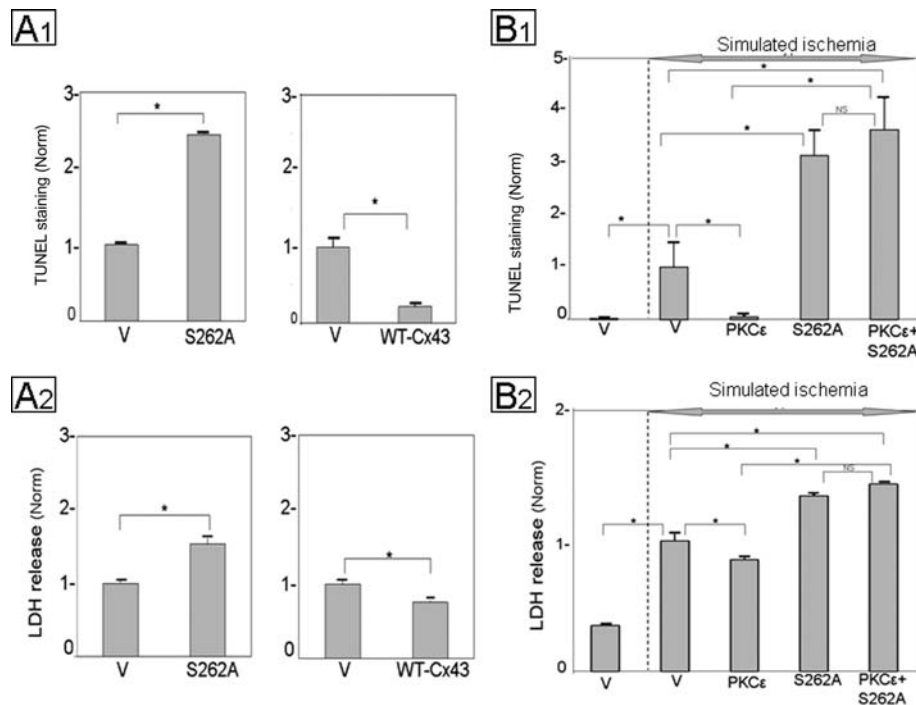 A1
TUNEL staining (Norm)
3-
2-
1-
0
*
V
S262A
3-
2-
1-
0
*
V
WT-Cx43
B1
Simulated ischemia
TUNEL staining (Norm)
5-
4-
3-
2-
1-
0
*
*
NS
*
*
*
V
V
PKCε
S262A
PKCε+
S262A
A2
LDH release (Norm)
3-
2-
1-
0
*
V
S262A
3-
2-
1-
0
*
V
WT-Cx43
B2
Simulated ischemia
LDH release (Norm)
2-
1-
0
*
*
*
NS
*
*
V
V
PKCε
S262A
PKCε+
S262A